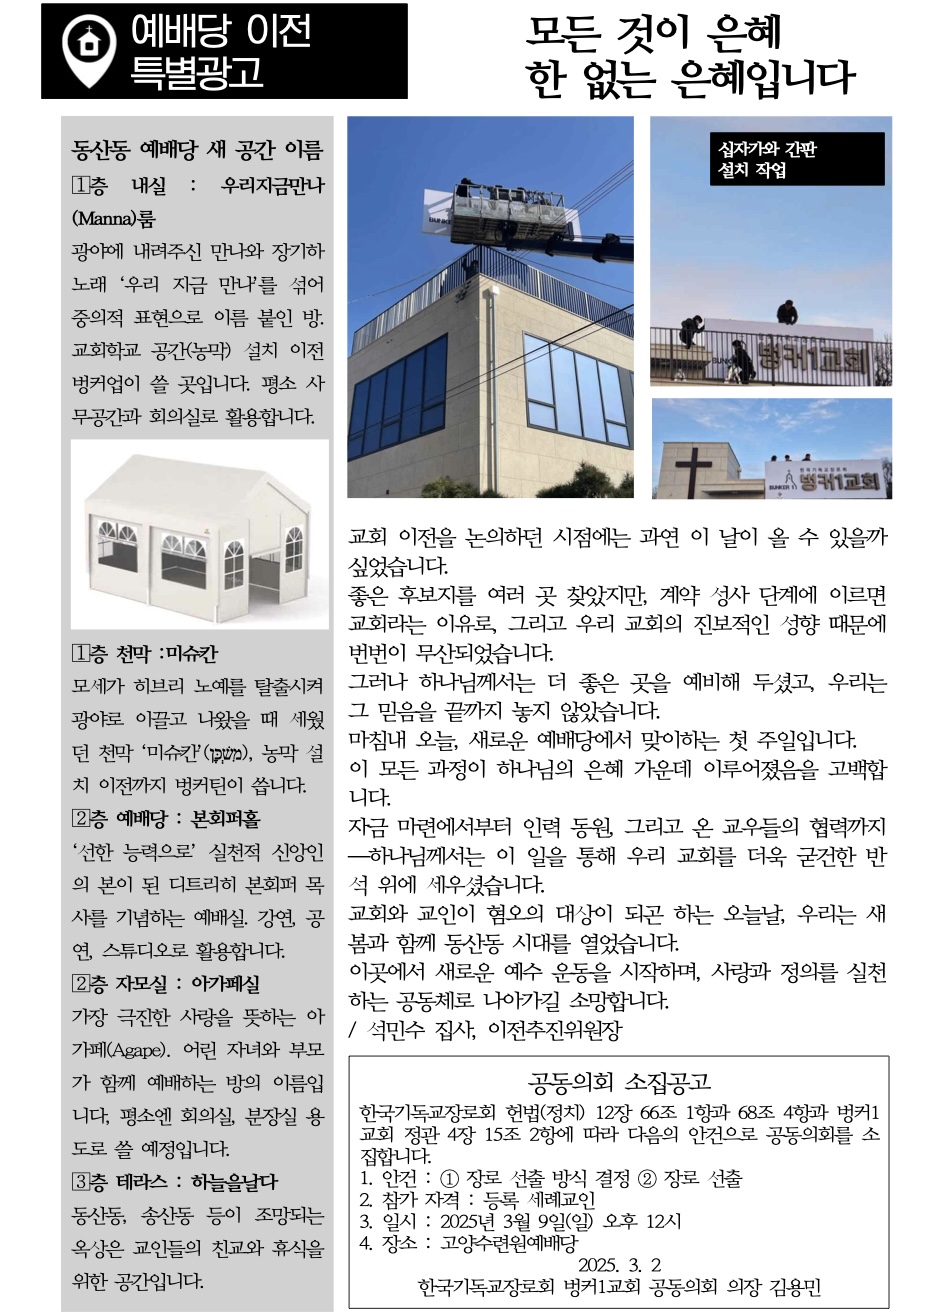 예배당 이전
특별광고
모든 것이 은혜
한 없는 은혜입니다
동산동 예배당 새 공간 이름
1층 내실 : 우리지금만나
(Manna)룸
광야에 내려주신 만나와 장기하
노래 ‘우리 지금 만나’를 섞어
중의적 표현으로 이름 붙인 방.
교회학교 공간(농막) 설치 이전
벙커업이 쓸 곳입니다. 평소 사
무공간과 회의실로 활용합니다.
1층 천막 :미슈칸
모세가 히브리 노예를 탈출시켜
광야로 이끌고 나왔을 때 세웠
던 천막 ‘미슈칸’(מִשְׁכָּן), 농막 설
치 이전까지 벙커틴이 씁니다.
2층 예배당 : 본회퍼홀
‘선한 능력으로’ 실천적 신앙인
의 본이 된 디트리히 본회퍼 목
사를 기념하는 예배실. 강연, 공
연, 스튜디오로 활용합니다.
2층 자모실 : 아가페실
가장 극진한 사랑을 뜻하는 아
가페(Agape). 어린 자녀와 부모
가 함께 예배하는 방의 이름입
니다, 평소엔 회의실, 분장실 용
도로 쓸 예정입니다.
3층 테라스 : 하늘을날다
동산동, 송산동 등이 조망되는
옥상은 교인들의 친교와 휴식을
위한 공간입니다.
BUNKER
십자가와 간판
설치 작업
BUNKER 벙커1교회
한국기독교장로회
BUNKER 벙커1교회
교회 이전을 논의하던 시점에는 과연 이 날이 올 수 있을까
싶었습니다.
좋은 후보지를 여러 곳 찾았지만, 계약 성사 단계에 이르면
교회라는 이유로, 그리고 우리 교회의 진보적인 성향 때문에
번번이 무산되었습니다.
그러나 하나님께서는 더 좋은 곳을 예비해 두셨고, 우리는
그 믿음을 끝까지 놓지 않았습니다.
마침내 오늘, 새로운 예배당에서 맞이하는 첫 주일입니다.
이 모든 과정이 하나님의 은혜 가운데 이루어졌음을 고백합
니다.
자금 마련에서부터 인력 동원, 그리고 온 교우들의 협력까지
—하나님께서는 이 일을 통해 우리 교회를 더욱 굳건한 반
석 위에 세우셨습니다.
교회와 교인이 혐오의 대상이 되곤 하는 오늘날, 우리는 새
봄과 함께 동산동 시대를 열었습니다.
이곳에서 새로운 예수 운동을 시작하며, 사랑과 정의를 실천
하는 공동체로 나아가길 소망합니다.
/ 석민수 집사, 이전추진위원장
공동의회 소집공고
한국기독교장로회 헌법(정치) 12장 66조 1항과 68조 4항과 벙커1
교회 정관 4장 15조 2항에 따라 다음의 안건으로 공동의회를 소
집합니다.
1. 안건 : ① 장로 선출 방식 결정 ② 장로 선출
2. 참가 자격 : 등록 세례교인
3. 일시 : 2025년 3월 9일(일) 오후 12시
4. 장소 : 고양수련원예배당
2025. 3. 2
한국기독교장로회 벙커1교회 공동의회 의장 김용민